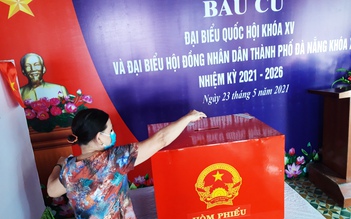 BẦU CỬ
ĐẠI BIỂU QUỐC HỘI KHÓA XV
VÀ ĐẠI BIỂU HỘI ĐỒNG NHÂN DÂN THÀNH PHỐ ĐÀ NẴNG KHÓA
NHIỆM KỲ 2021 - 2026
Ngày 23 tháng 5 năm 2021
HÒM PHIẾU